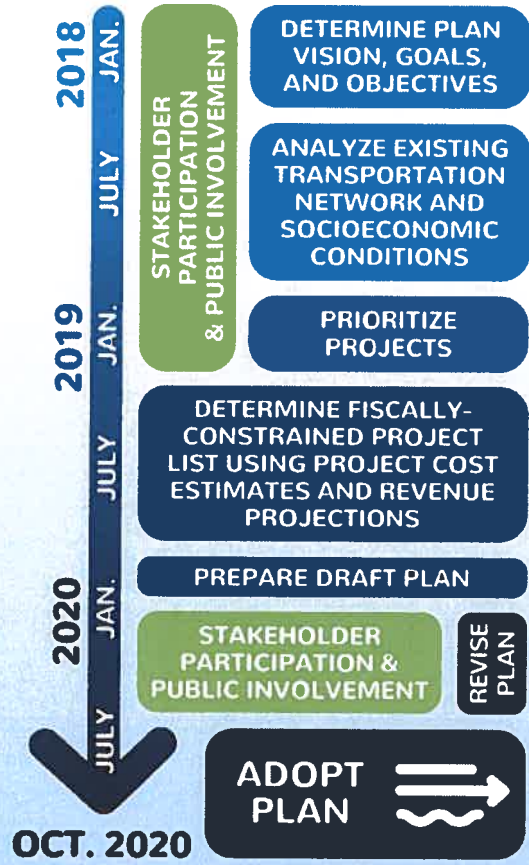 2018
JAN.
JULY
2019
JAN.
JULY
2020
JAN.
JULY
OCT. 2020
STAKEHOLDER
PARTICIPATION
& PUBLIC INVOLVEMENT
DETERMINE PLAN
VISION, GOALS,
AND OBJECTIVES
ANALYZE EXISTING
TRANSPORTATION
NETWORK AND
SOCIOECONOMIC
CONDITIONS
PRIORITIZE
PROJECTS
DETERMINE FISCALLY-
CONSTRAINED PROJECT
LIST USING PROJECT COST
ESTIMATES AND REVENUE
PROJECTIONS
PREPARE DRAFT PLAN
STAKEHOLDER
PARTICIPATION &
PUBLIC INVOLVEMENT
REVISE
PLAN
ADOPT
PLAN